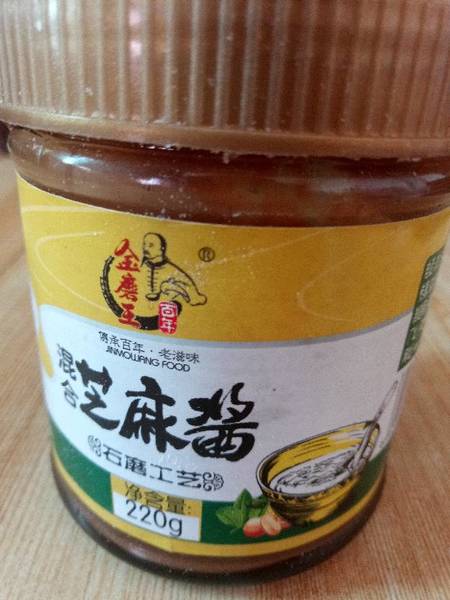 金磨王
百年
®
傳承百年·老滋味
JINMOWANG FOOD
混合芝麻酱
石磨工艺
净含量:
220g